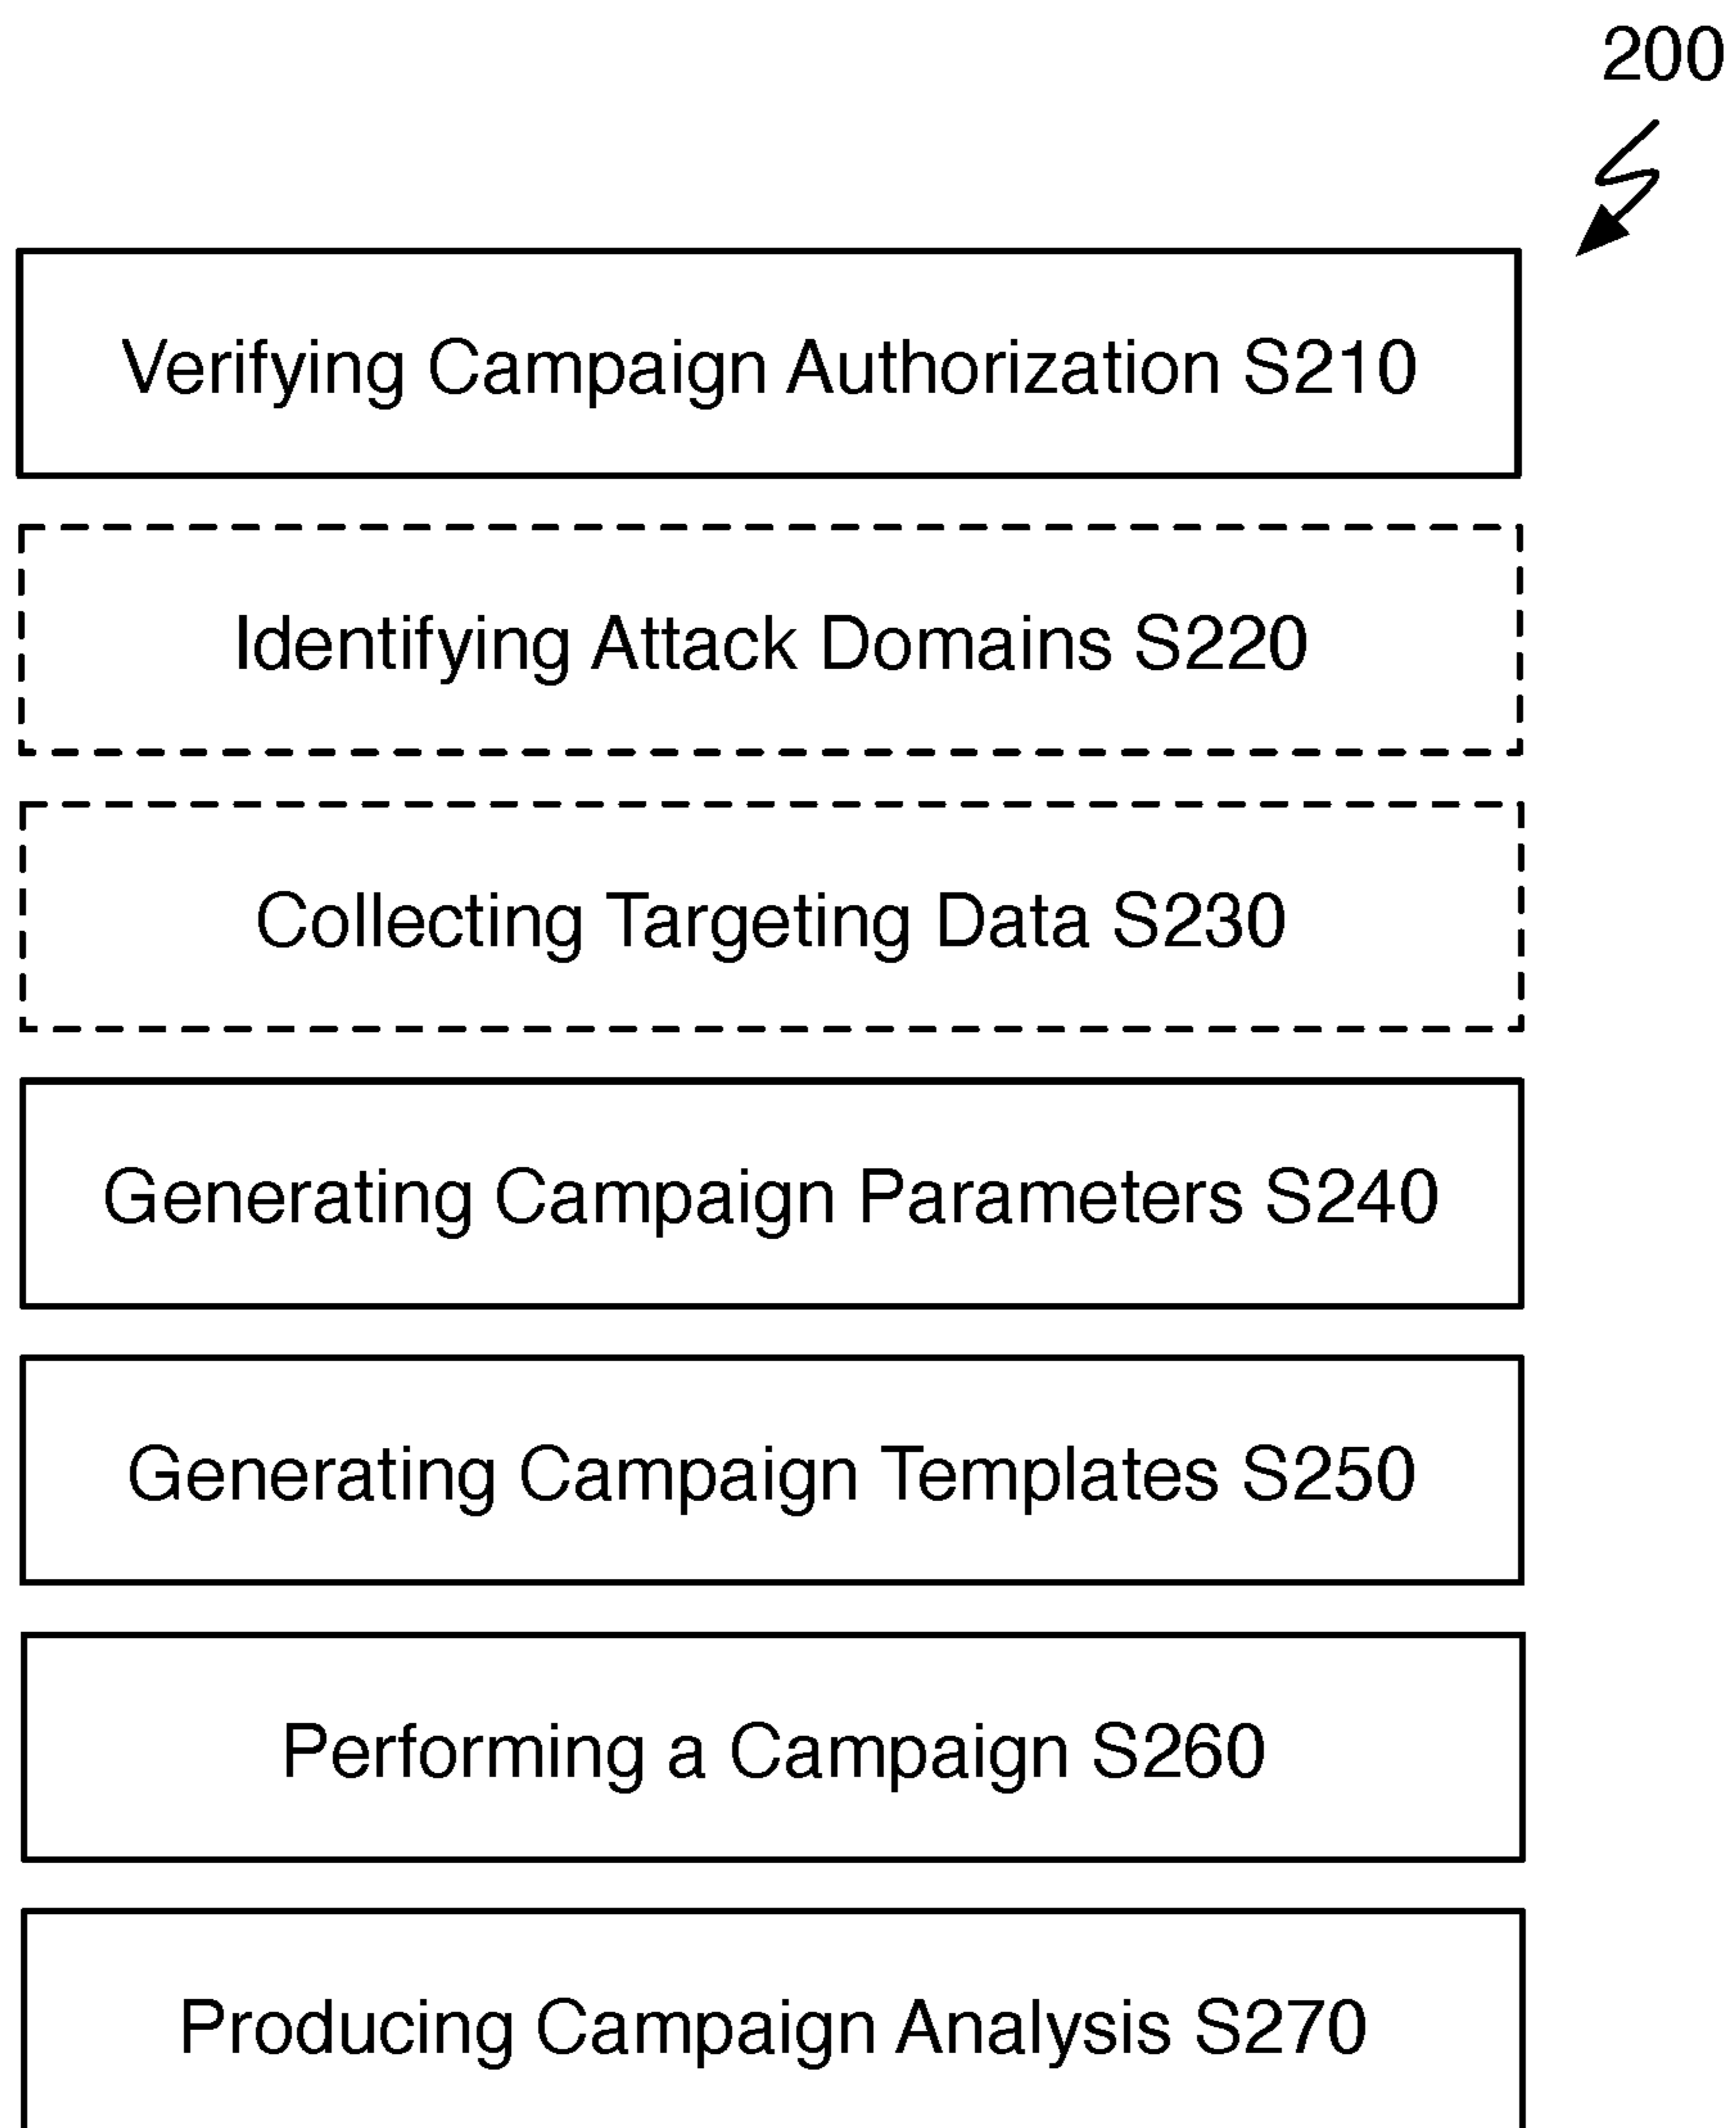 200
Verifying Campaign Authorization S210
Identifying Attack Domains S220
Collecting Targeting Data S230
Generating Campaign Parameters S240
Generating Campaign Templates S250
Performing a Campaign S260
Producing Campaign Analysis S270